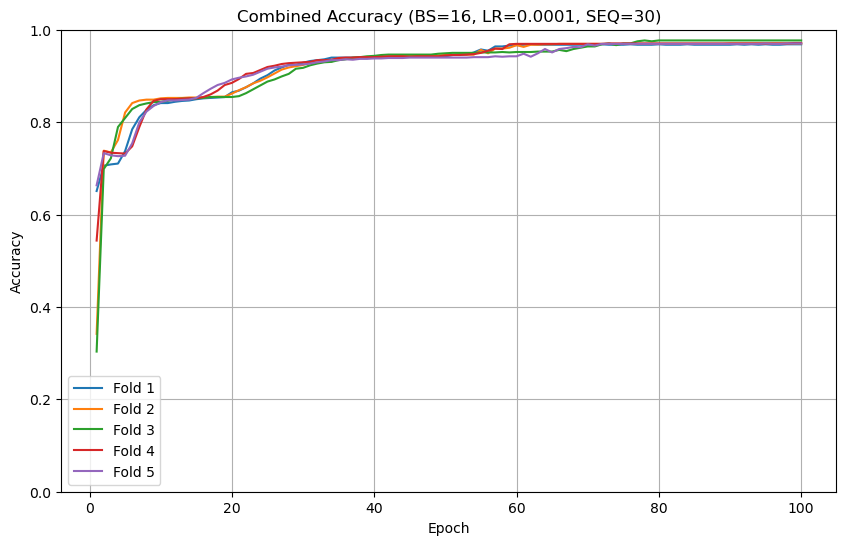 Combined Accuracy (BS=16, LR=0.0001, SEQ=30)
1.0
0.8
0.6
0.4
0.2
0.0
Accuracy
Fold 1
Fold 2
Fold 3
Fold 4
Fold 5
0 20 40 60 80 100
Epoch